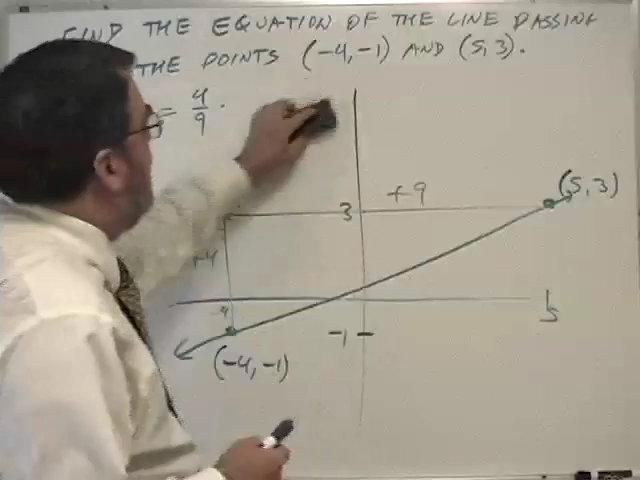 FIND THE EQUATION OF THE LINE PASSING
THE POINTS (-4,-1) AND (5,3).
= 4/9 .
+9
(5,3)
3
+4
-4
5
-1
(-4,-1)